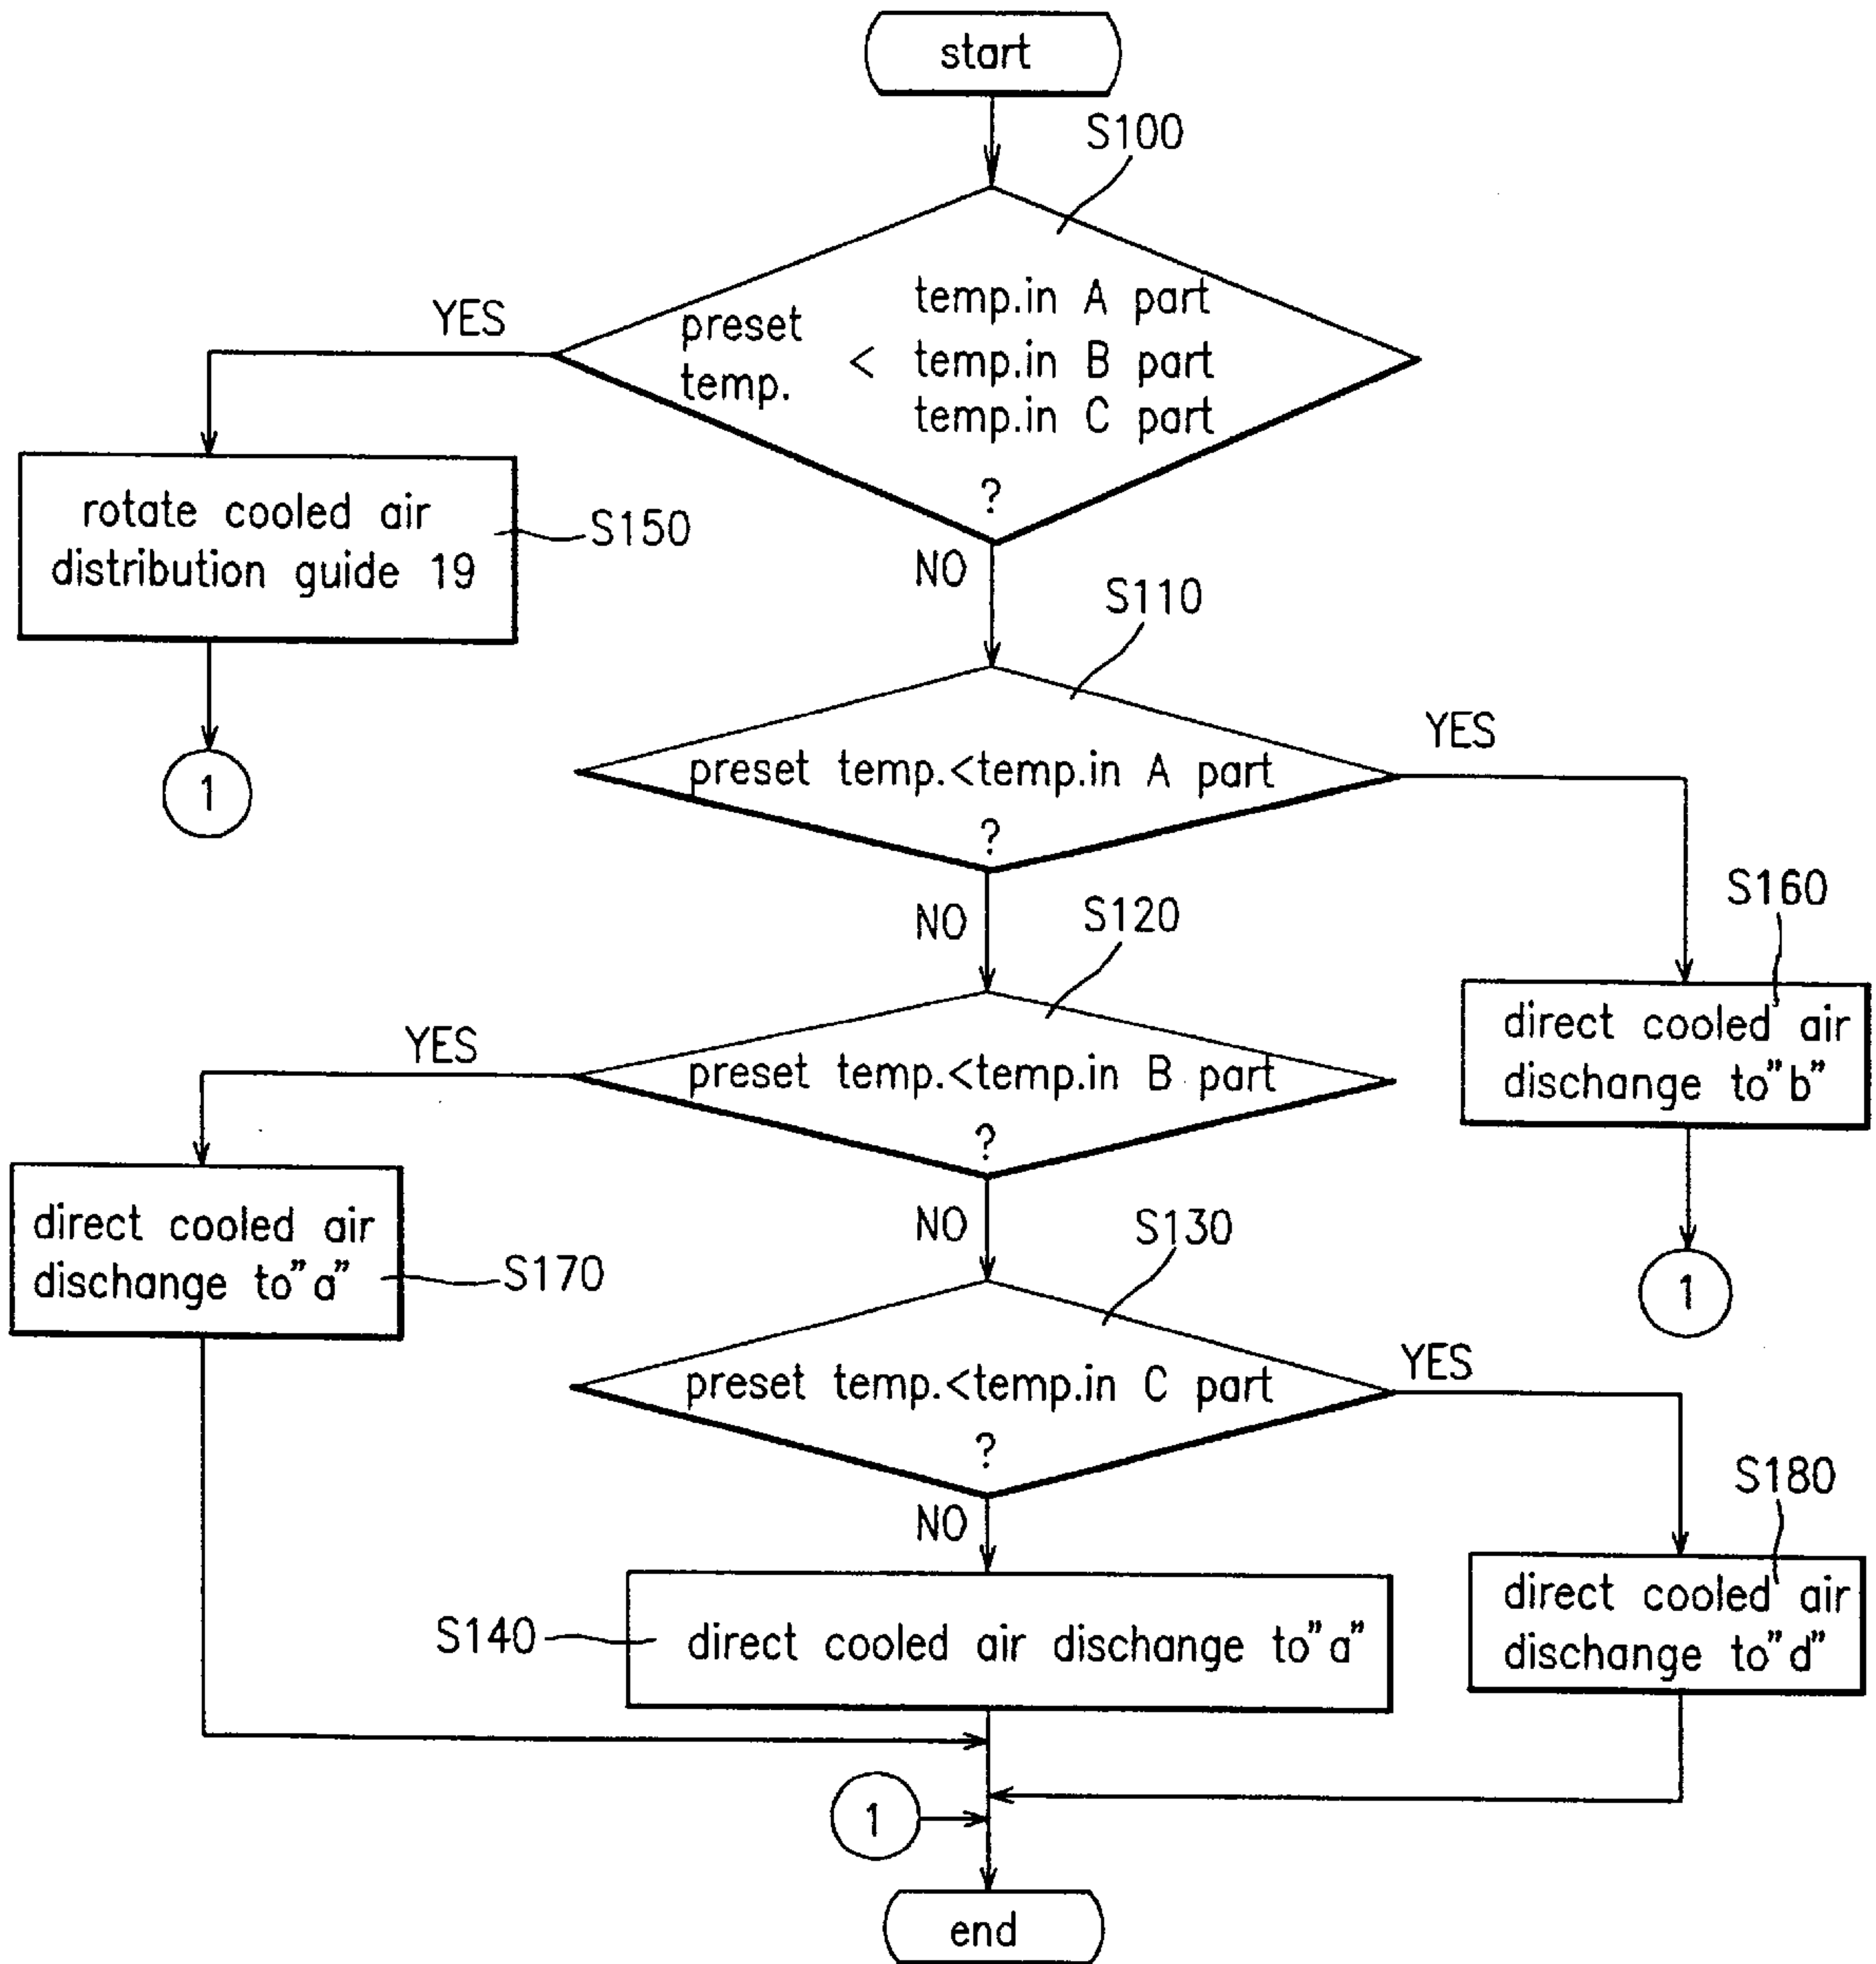 start
S100
YES
preset
temp.
<
temp.in A part
temp.in B part
temp.in C part
?
rotate cooled air
distribution guide 19
S150
NO
1
S110
YES
preset temp.<temp.in A part
?
NO
S120
S160
direct cooled air
dischange to"b"
1
YES
preset temp.<temp.in B part
?
direct cooled air
dischange to"a"
S170
NO
S130
YES
preset temp.<temp.in C part
?
NO
S180
direct cooled air
dischange to"d"
S140
direct cooled air dischange to"a"
1
end